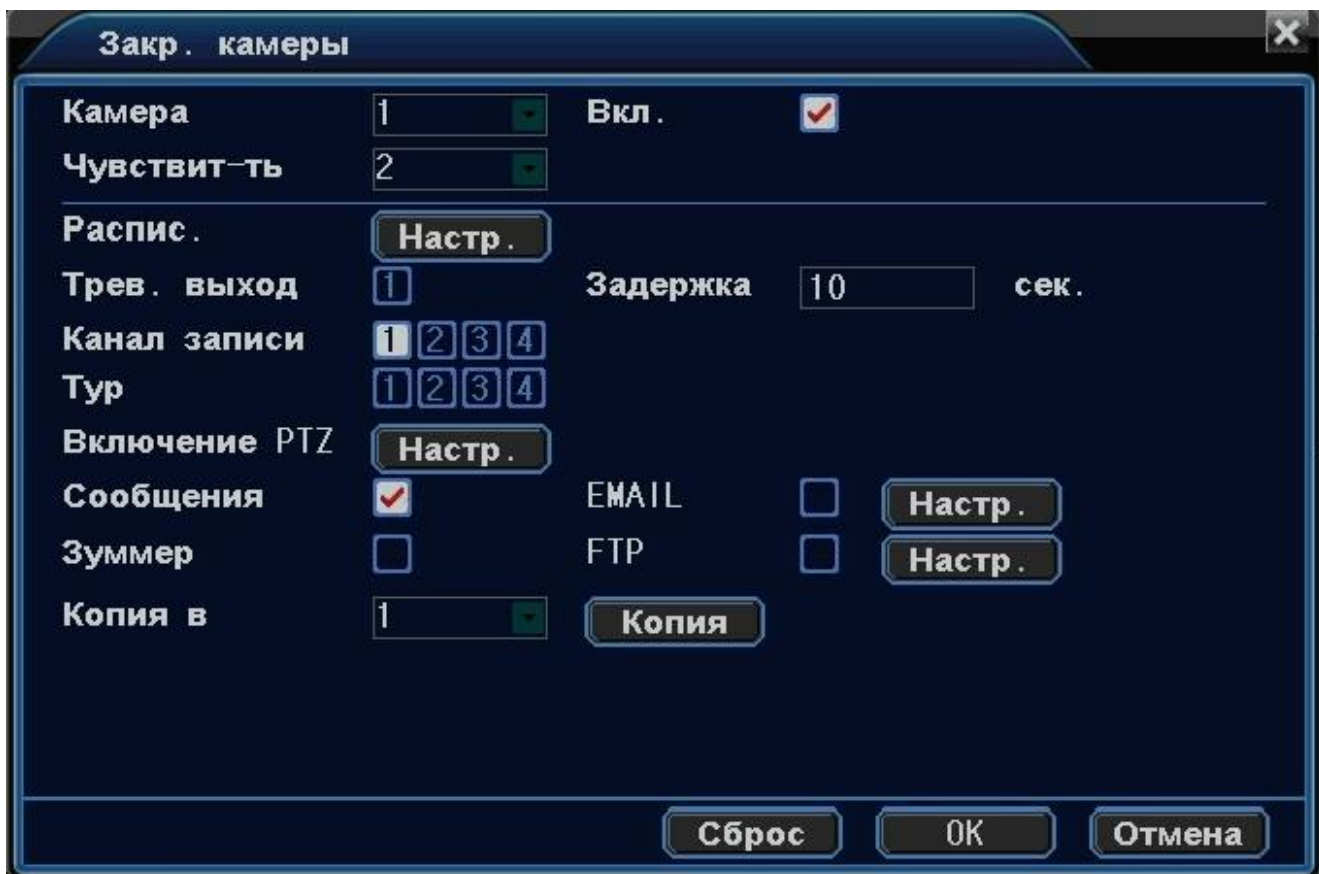 Закр. камеры
Камера 1 Вкл.
Чувствит-ть 2
Распис. Настр.
Трев. выход 1 Задержка 10 сек.
Канал записи 1 2 3 4
Тур 1 2 3 4
Включение PTZ Настр.
Сообщения EMAIL Настр.
Зуммер FTP Настр.
Копия в 1 Копия
Сброс OK Отмена